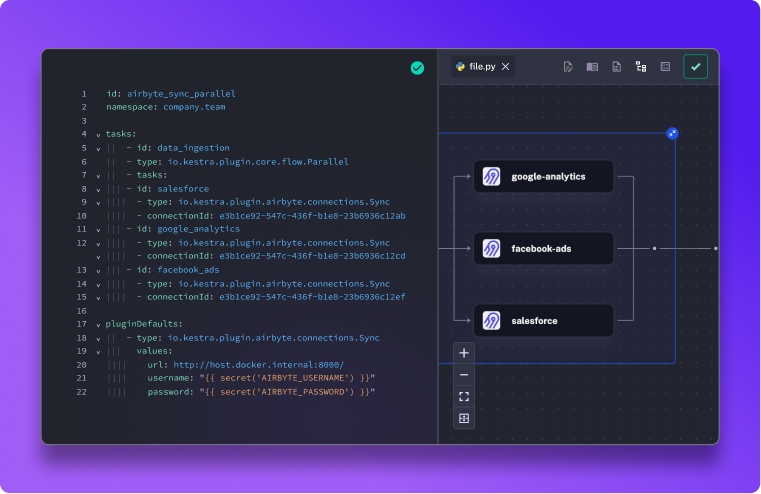 file.py
1 id: airbyte_sync_parallel
2 namespace: company.team
3
4 tasks:
5 - id: data_ingestion
6 - type: io.kestra.plugin.core.flow.Parallel
7 - tasks:
8 - id: salesforce
9 - type: io.kestra.plugin.airbyte.connections.Sync
10 - connectionId: e3b1ce92-547c-436f-b1e8-23b6936c12ab
11 - id: google_analytics
12 - type: io.kestra.plugin.airbyte.connections.Sync
- connectionId: e3b1ce92-547c-436f-b1e8-23b6936c12cd
13 - id: facebook_ads
14 - type: io.kestra.plugin.airbyte.connections.Sync
15 - connectionId: e3b1ce92-547c-436f-b1e8-23b6936c12ef
16
17 pluginDefaults:
18 - type: io.kestra.plugin.airbyte.connections.Sync
19 values:
20 url: http://host.docker.internal:8000/
21 username: "{{ secret('AIRBYTE_USERNAME') }}"
22 password: "{{ secret('AIRBYTE_PASSWORD') }}"
google-analytics
facebook-ads
salesforce